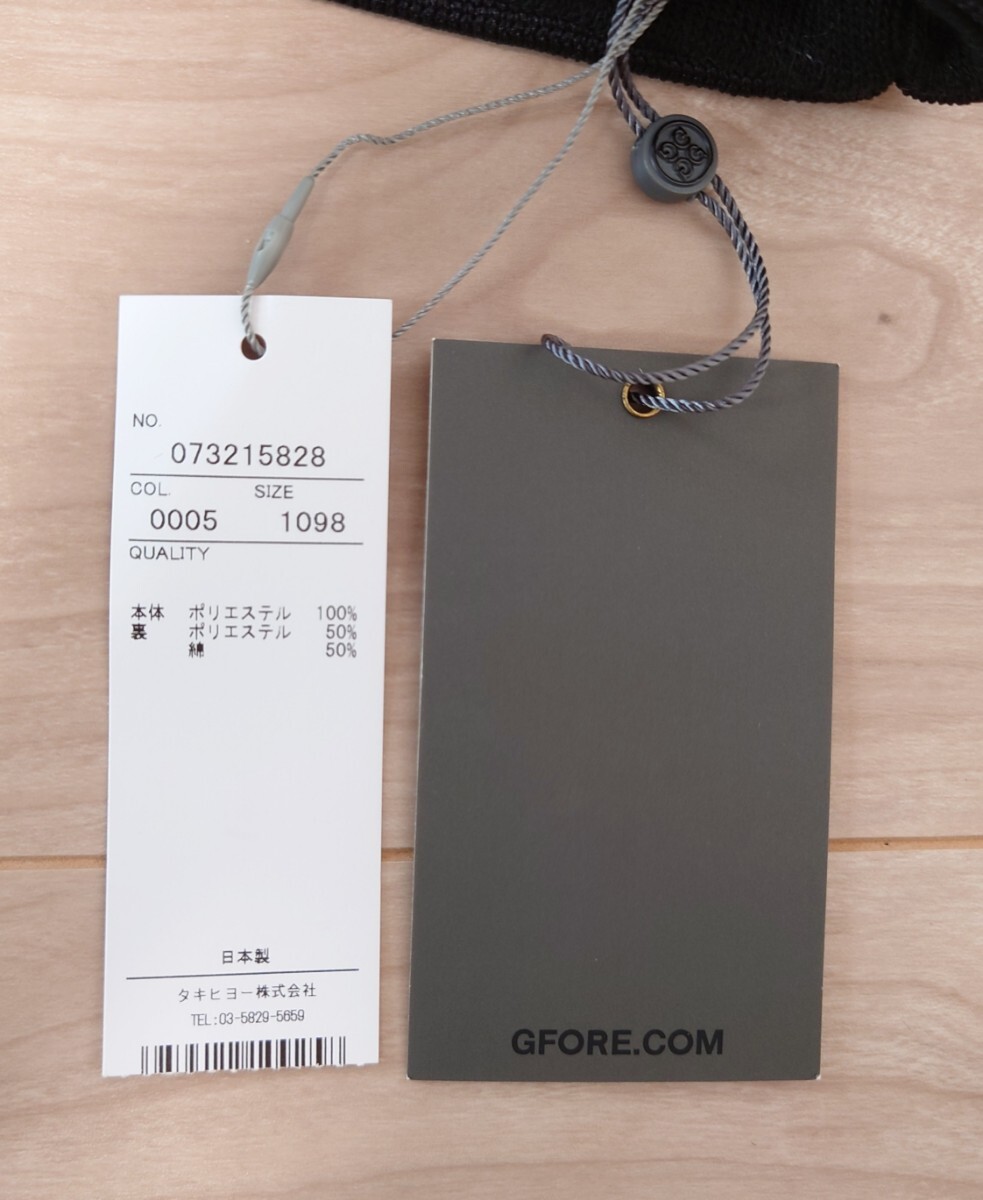 NO.
073215828
COL. SIZE
0005 1098
QUALITY
本体 ポリエステル 100%
裏 ポリエステル 50%
綿 50%
日本製
タキヒヨー株式会社
TEL:03-5829-5659
GFORE.COM